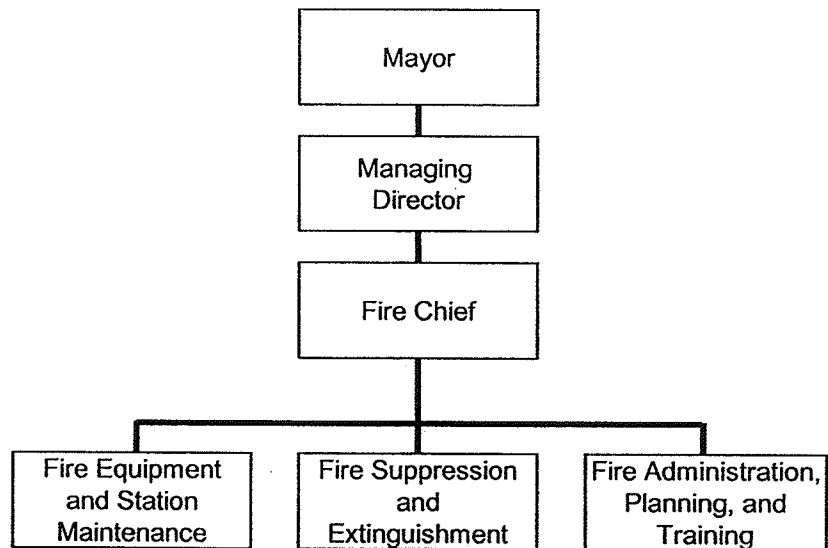 Mayor
Managing
Director
Fire Chief
Fire Equipment
and Station
Maintenance
Fire Suppression
and
Extinguishment
Fire Administration,
Planning, and
Training